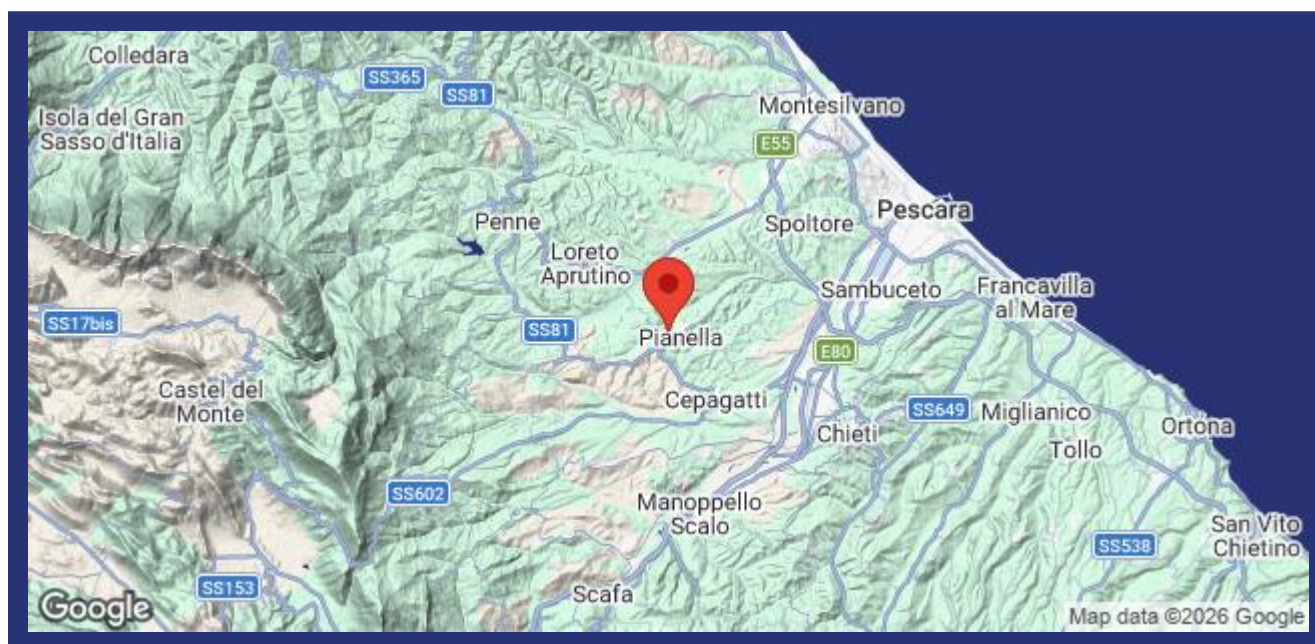 Colledara
SS365
SS81
Montesilvano
Isola del Gran
Sasso d'Italia
E55
Penne
Spoltore
Pescara
Loreto
Aprutino
Sambuceto
Francavilla
al Mare
SS17bis
SS81
Pianella
E80
Castel del
Monte
Cepagatti
SS649
Miglianico
Ortona
Chieti
Tollo
SS602
Manoppello
Scalo
San Vito
Chietino
SS538
SS153
Scafa
Google
Map data ©2026 Google